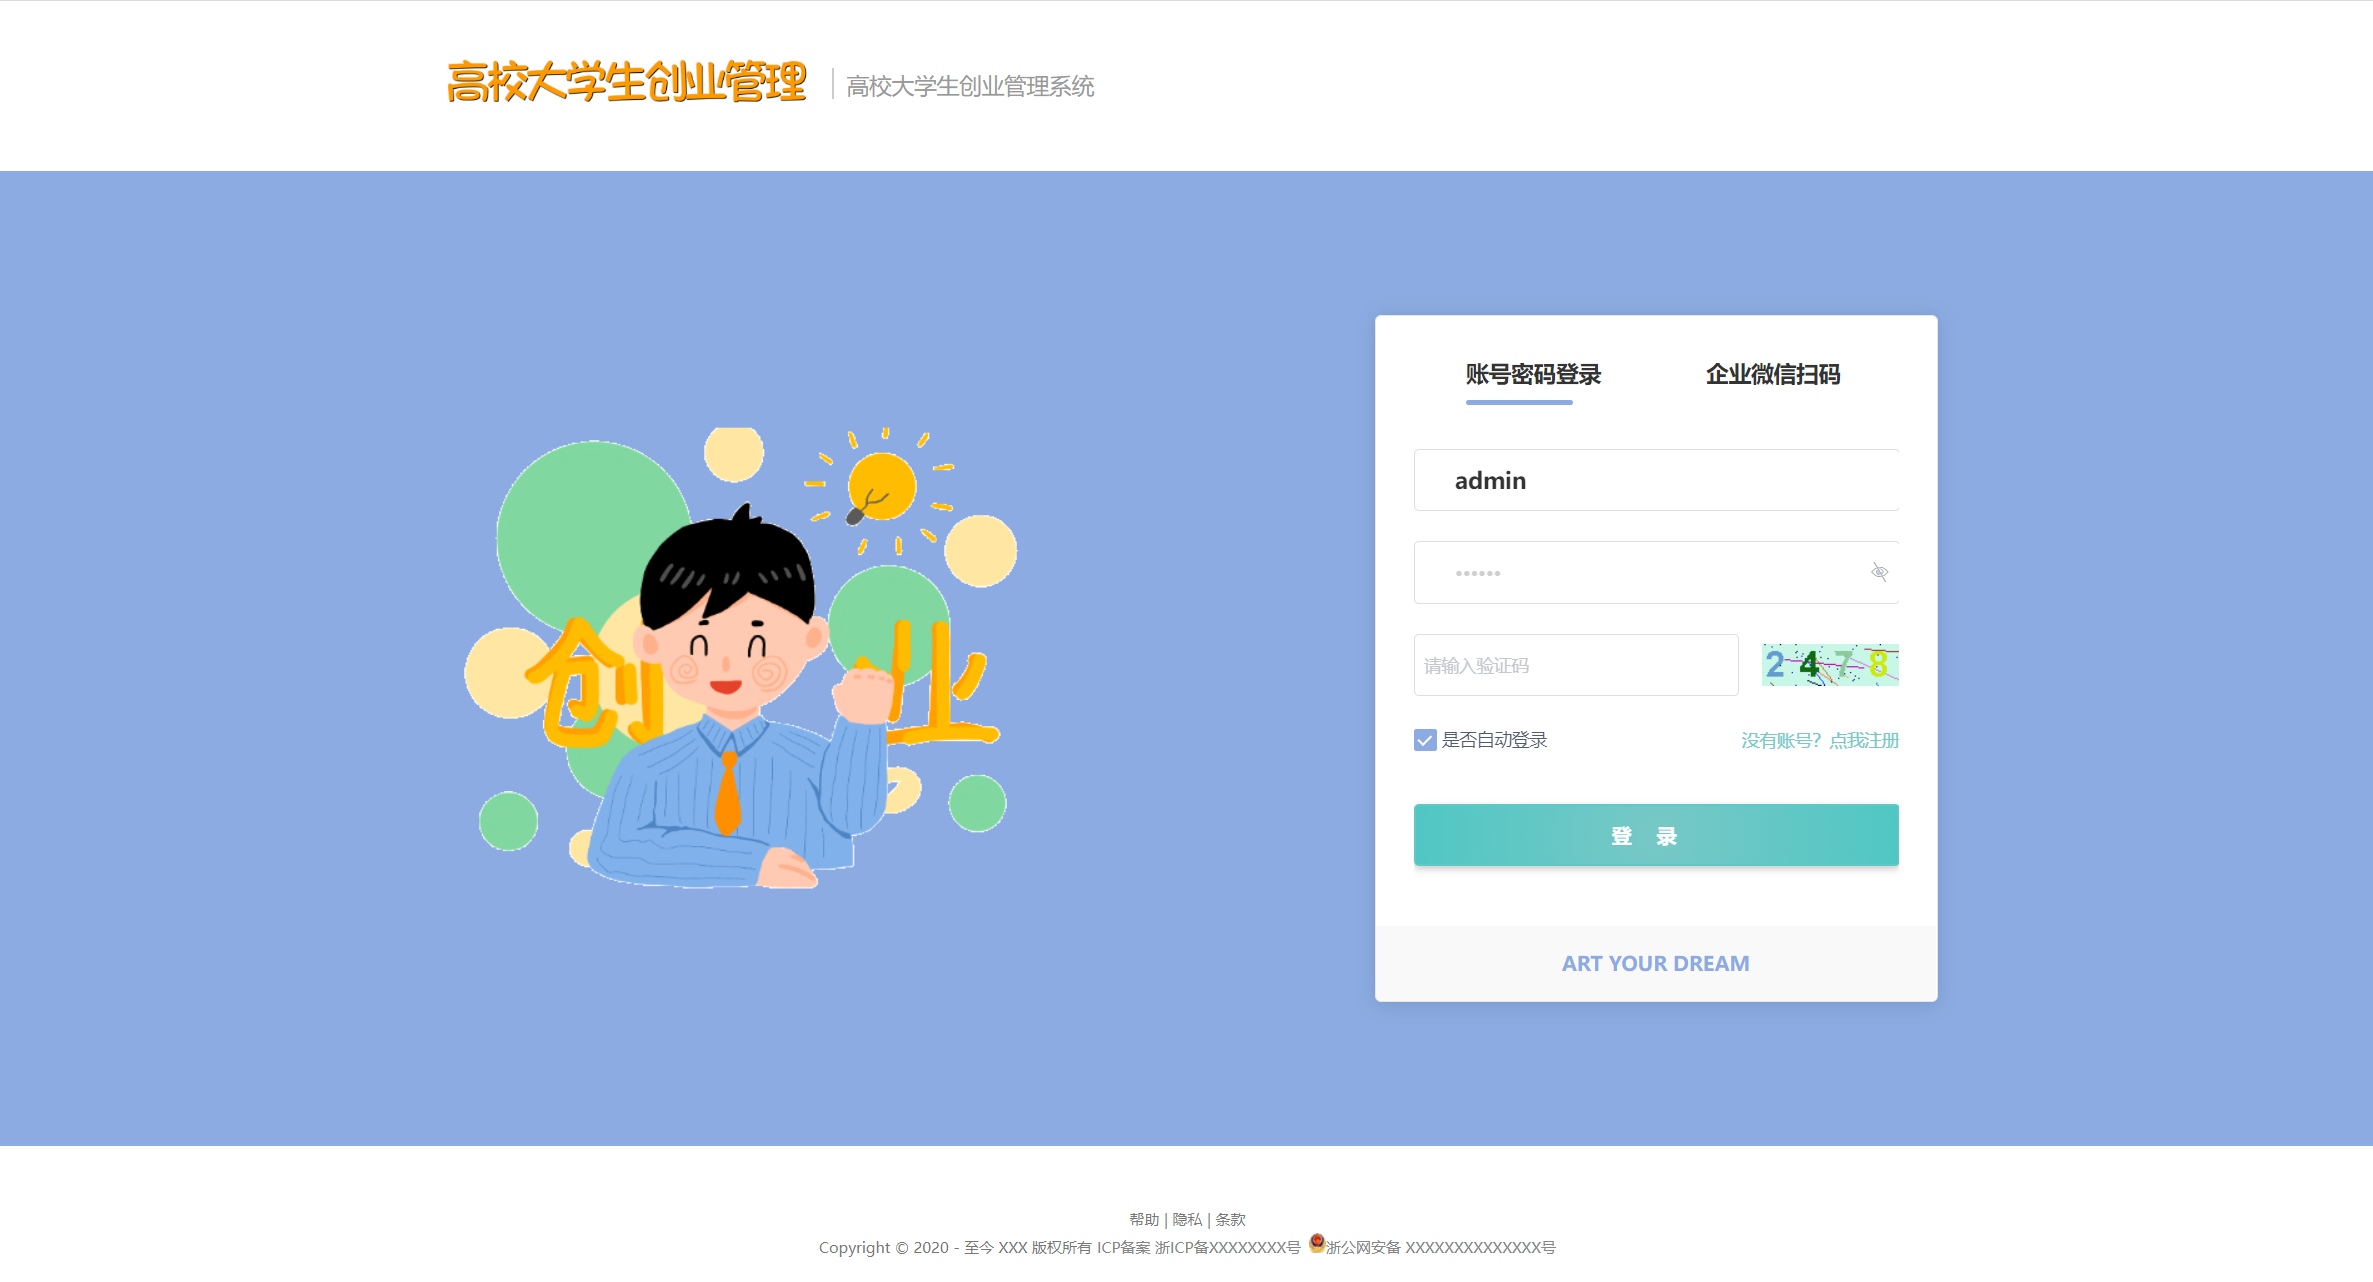 高校大学生创业管理
高校大学生创业管理系统
创业
账号密码登录
企业微信扫码
admin
••••••
请输入验证码
2478
是否自动登录
没有账号？点我注册
登 录
ART YOUR DREAM
帮助 | 隐私 | 条款
Copyright © 2020 - 至今 XXX 版权所有 ICP备案 浙ICP备XXXXXXXX号 浙公网安备 XXXXXXXXXXXXXX号